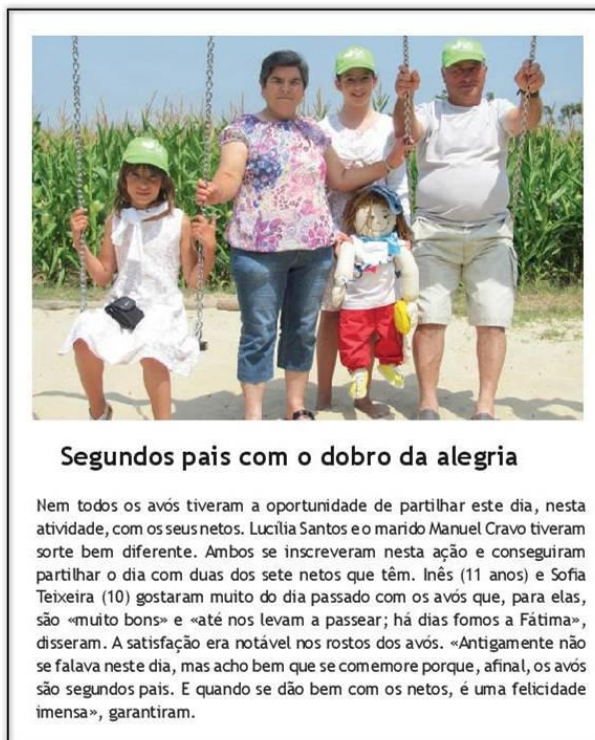 Segundos pais com o dobro da alegria
Nem todos os avós tiveram a oportunidade de partilhar este dia, nesta
atividade, com os seus netos. Lucília Santos e o marido Manuel Cravo tiveram
sorte bem diferente. Ambos se inscreveram nesta ação e conseguiram
partilhar o dia com duas dos sete netos que têm. Inês (11 anos) e Sofia
Teixeira (10) gostaram muito do dia passado com os avós que, para elas,
são «muito bons» e «até nos levam a passear; há dias fomos a Fátima»,
disseram. A satisfação era notável nos rostos dos avós. «Antigamente não
se falava neste dia, mas acho bem que se comemore porque, afinal, os avós
são segundos pais. E quando se dão bem com os netos, é uma felicidade
imensa», garantiram.